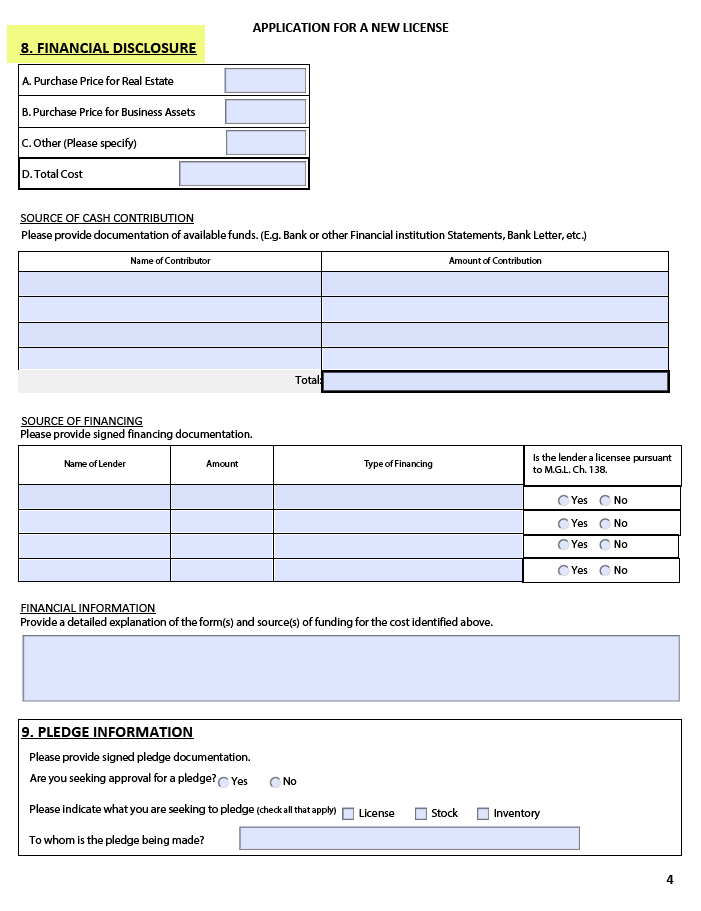 APPLICATION FOR A NEW LICENSE
8. FINANCIAL DISCLOSURE
A. Purchase Price for Real Estate
B. Purchase Price for Business Assets
C. Other (Please specify)
D. Total Cost
SOURCE OF CASH CONTRIBUTION
Please provide documentation of available funds. (E.g. Bank or other Financial institution Statements, Bank Letter, etc.)
Name of Contributor Amount of Contribution
Total:
SOURCE OF FINANCING
Please provide signed financing documentation.
Name of Lender Amount Type of Financing Is the lender a licensee pursuant
to M.G.L. Ch. 138.
Yes No
Yes No
Yes No
Yes No
FINANCIAL INFORMATION
Provide a detailed explanation of the form(s) and source(s) of funding for the cost identified above.
9. PLEDGE INFORMATION
Please provide signed pledge documentation.
Are you seeking approval for a pledge? Yes No
Please indicate what you are seeking to pledge (check all that apply) License Stock Inventory
To whom is the pledge being made?
4